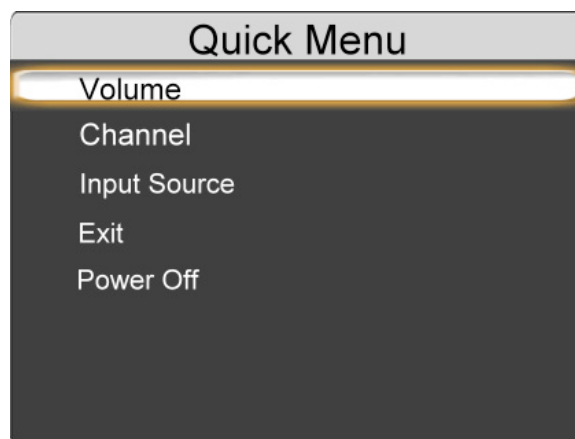 Quick Menu
Volume
Channel
Input Source
Exit
Power Off